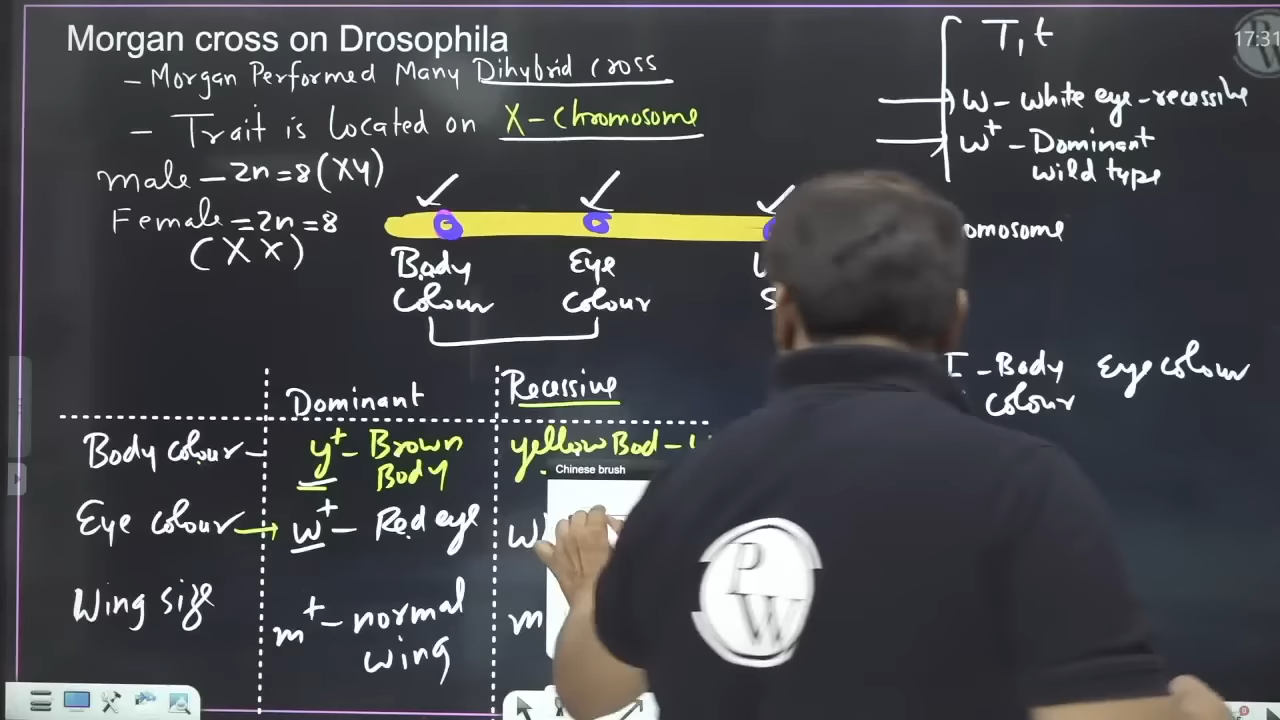 Morgan cross on Drosophila
- Morgan Performed Many Dihybrid Cross
- Trait is located on X-Chromosome
male - 2n=8(XY)
Female = 2n=8
(XX)
T, t
w - white eye-recessive
w+ - Dominant
wild type
17:31
omosome
Body
Colour
Eye
Colour
I - Body colour
Eye colour
Dominant
Recessive
Body colour -
y+ - Brown
Body
yellow Bod -
Chinese brush
Eye colour →
w+ - Red eye
w
Wing size
m+ - normal
wing
m
P
W